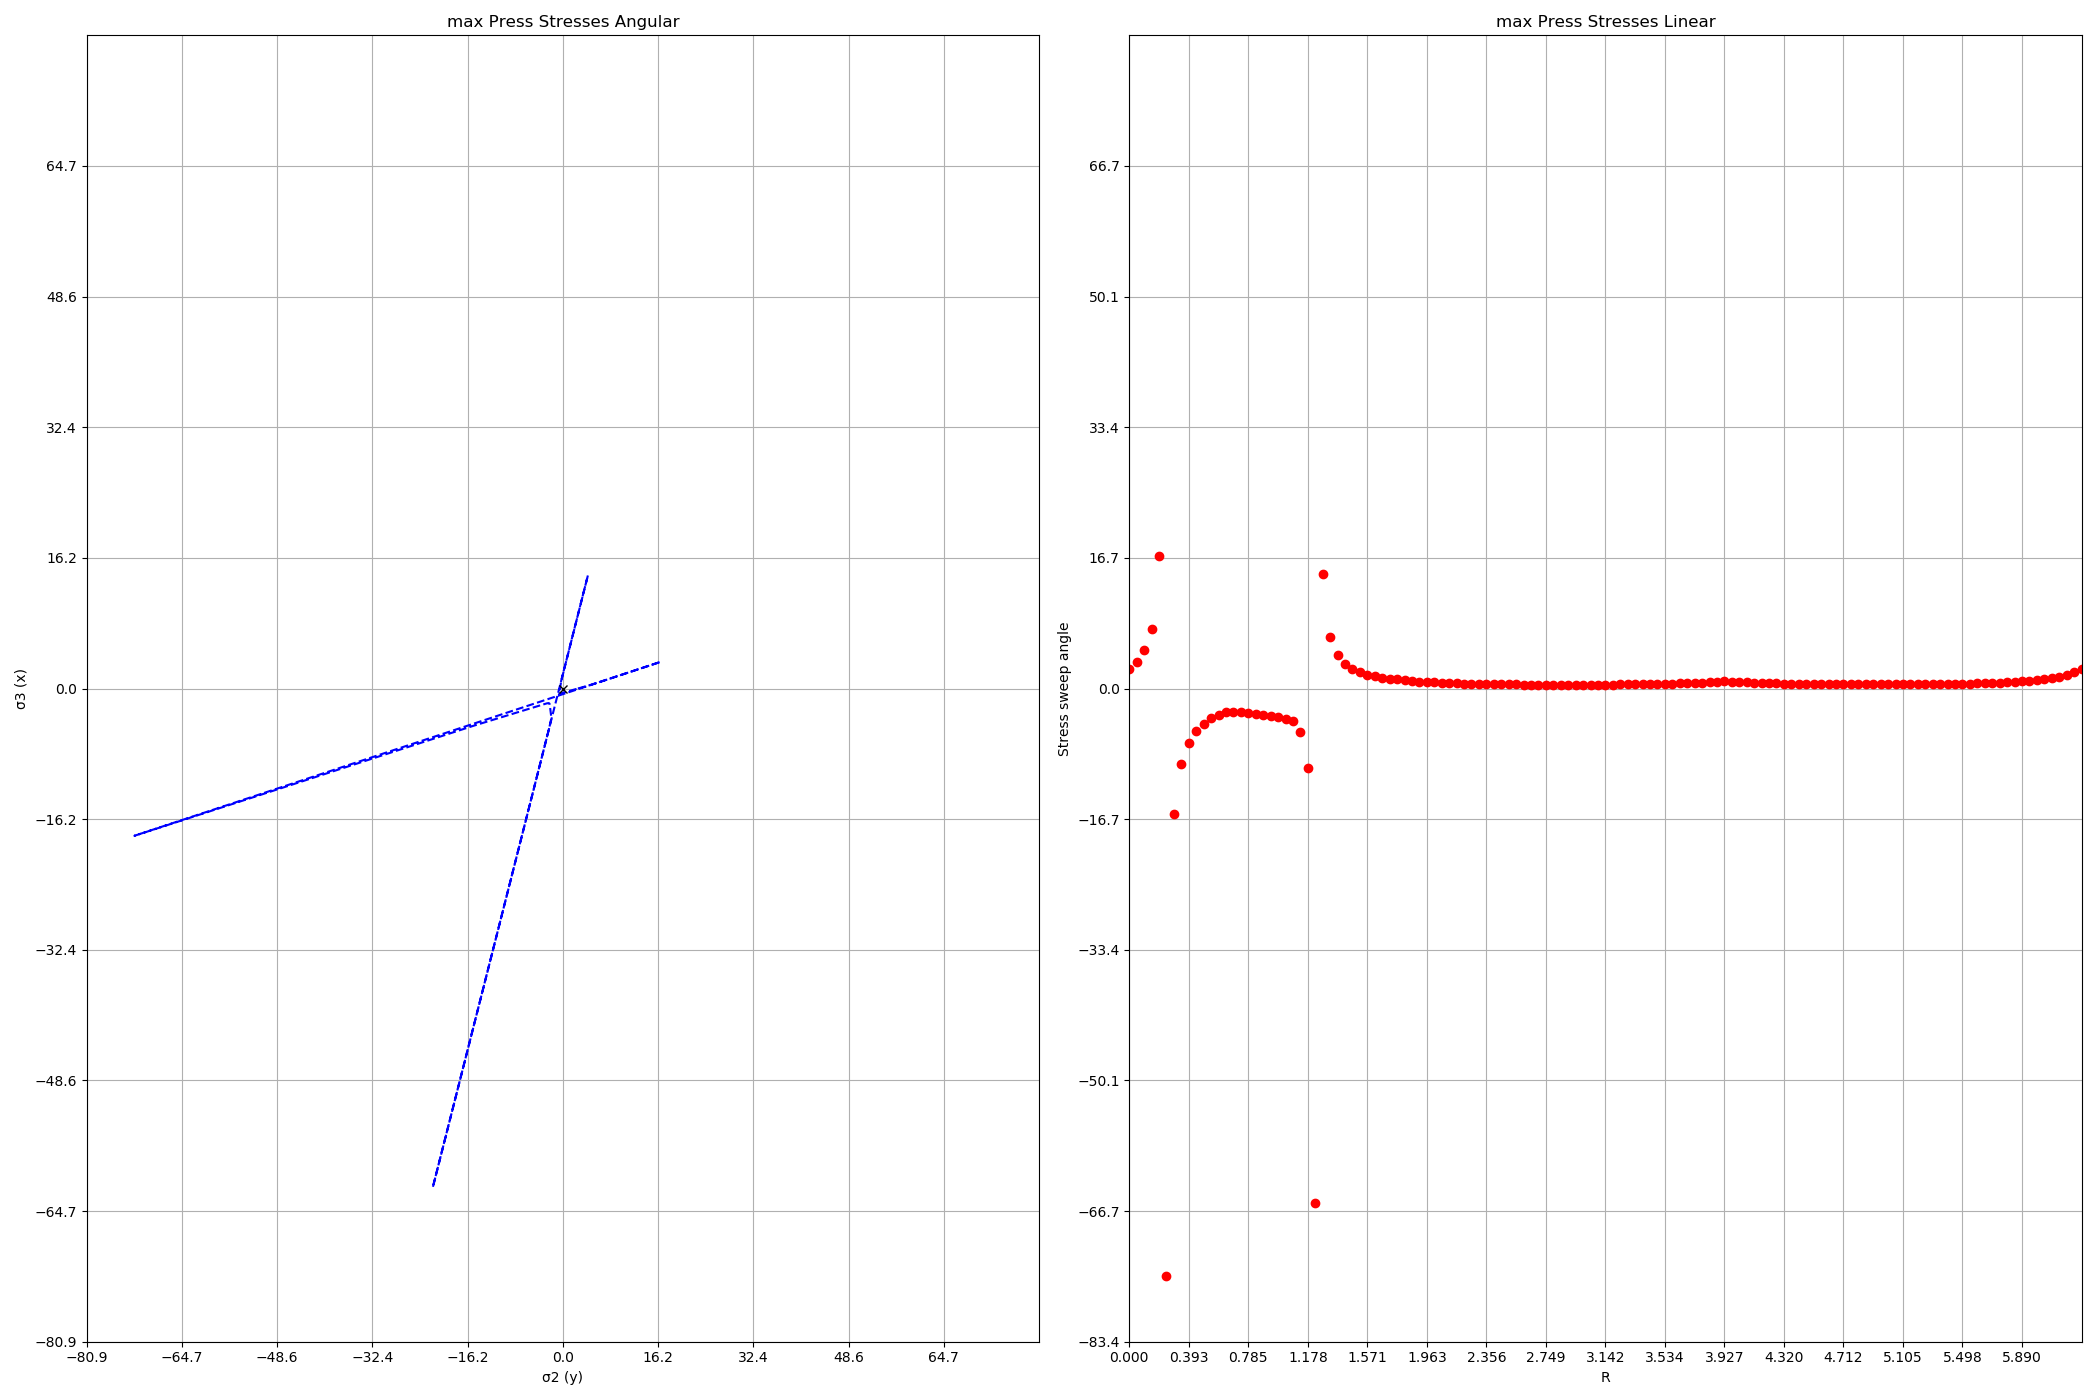 max Press Stresses Angular
64.7
48.6
32.4
16.2
0.0
−16.2
−32.4
−48.6
−64.7
−80.9
σ3 (x)
−80.9 −64.7 −48.6 −32.4 −16.2 0.0 16.2 32.4 48.6 64.7
σ2 (y)
max Press Stresses Linear
66.7
50.1
33.4
16.7
0.0
−16.7
−33.4
−50.1
−66.7
−83.4
Stress sweep angle
0.000 0.393 0.785 1.178 1.571 1.963 2.356 2.749 3.142 3.534 3.927 4.320 4.712 5.105 5.498 5.890
R